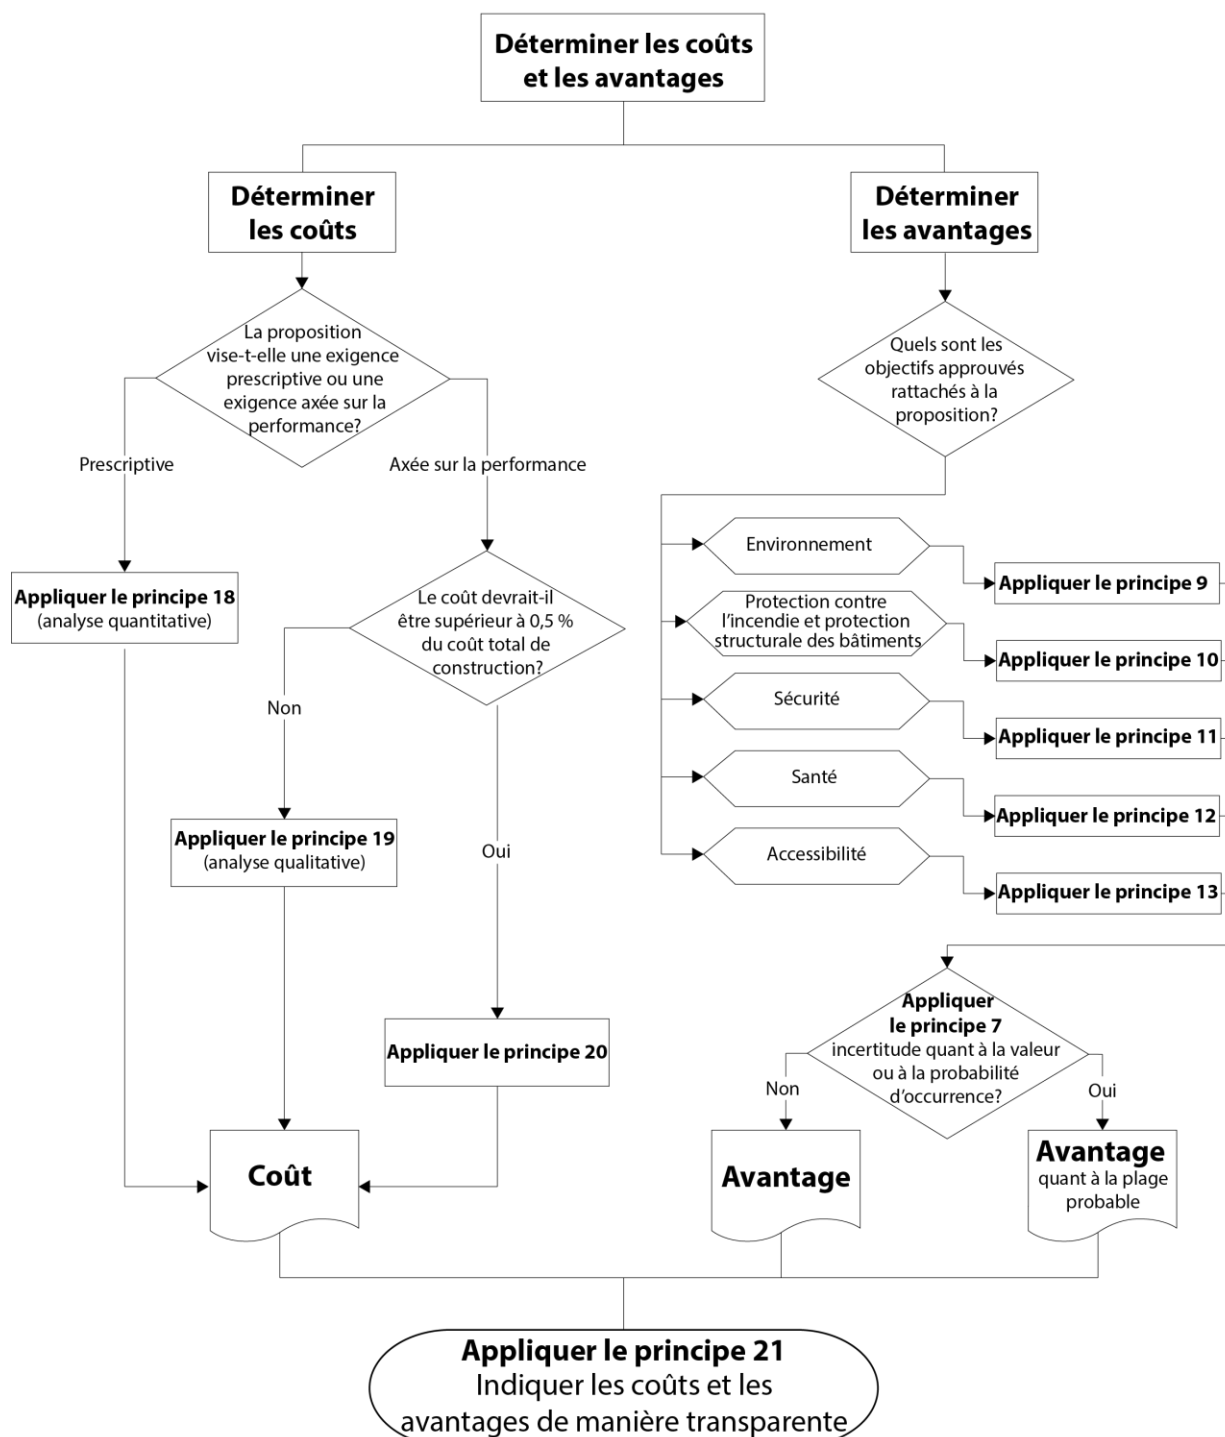 Déterminer les coûts
et les avantages
Déterminer
les coûts
Déterminer
les avantages
La proposition
vise-t-elle une exigence
prescriptive ou une
exigence axée sur la
performance?
Quels sont les
objectifs approuvés
rattachés à la
proposition?
Prescriptive
Axée sur la performance
Appliquer le principe 18
(analyse quantitative)
Le coût devrait-il
être supérieur à 0,5 %
du coût total de
construction?
Non
Oui
Appliquer le principe 19
(analyse qualitative)
Appliquer le principe 20
Coût
Environnement
Appliquer le principe 9
Protection contre
l'incendie et protection
structurale des bâtiments
Appliquer le principe 10
Sécurité
Appliquer le principe 11
Santé
Appliquer le principe 12
Accessibilité
Appliquer le principe 13
Appliquer
le principe 7
incertitude quant à la valeur
ou à la probabilité
d'occurrence?
Non
Oui
Avantage
Avantage
quant à la plage
probable
Appliquer le principe 21
Indiquer les coûts et les
avantages de manière transparente